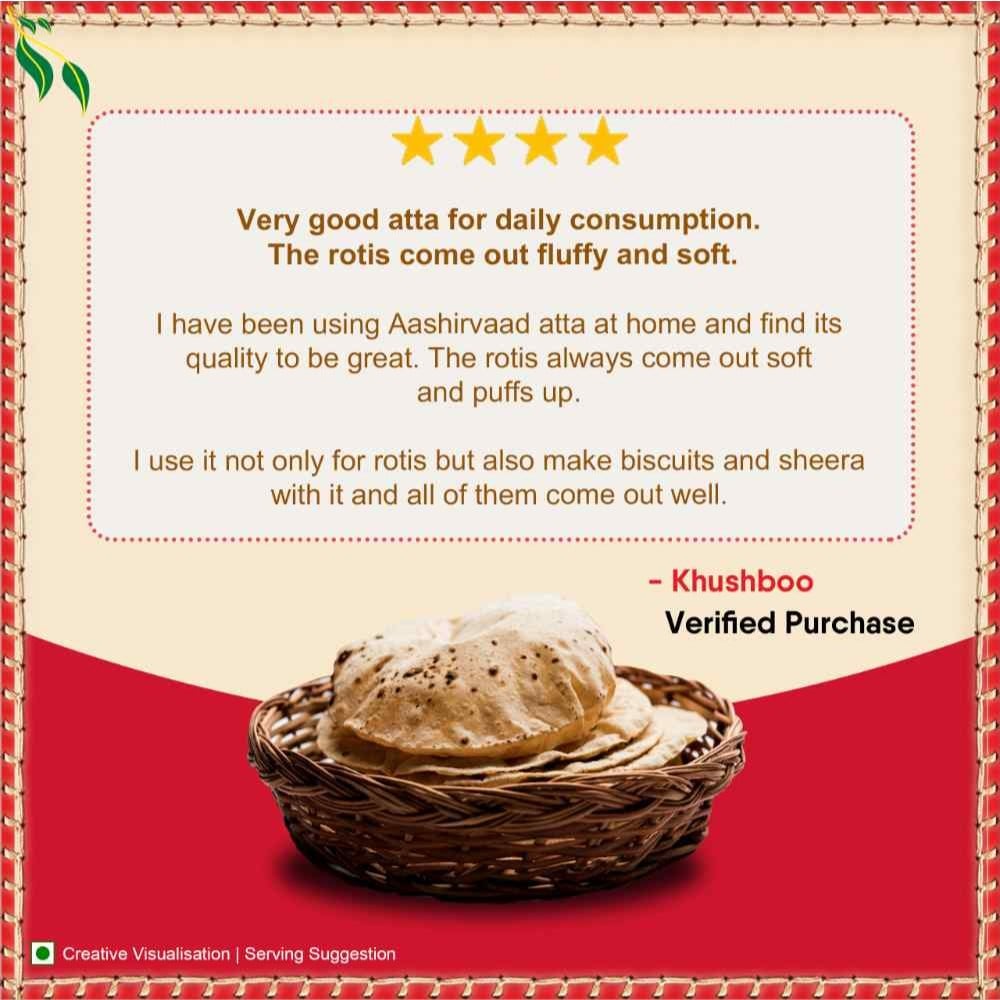 Very good atta for daily consumption.
The rotis come out fluffy and soft.
I have been using Aashirvaad atta at home and find its
quality to be great. The rotis always come out soft
and puffs up.
I use it not only for rotis but also make biscuits and sheera
with it and all of them come out well.
- Khushboo
Verified Purchase
Creative Visualisation | Serving Suggestion